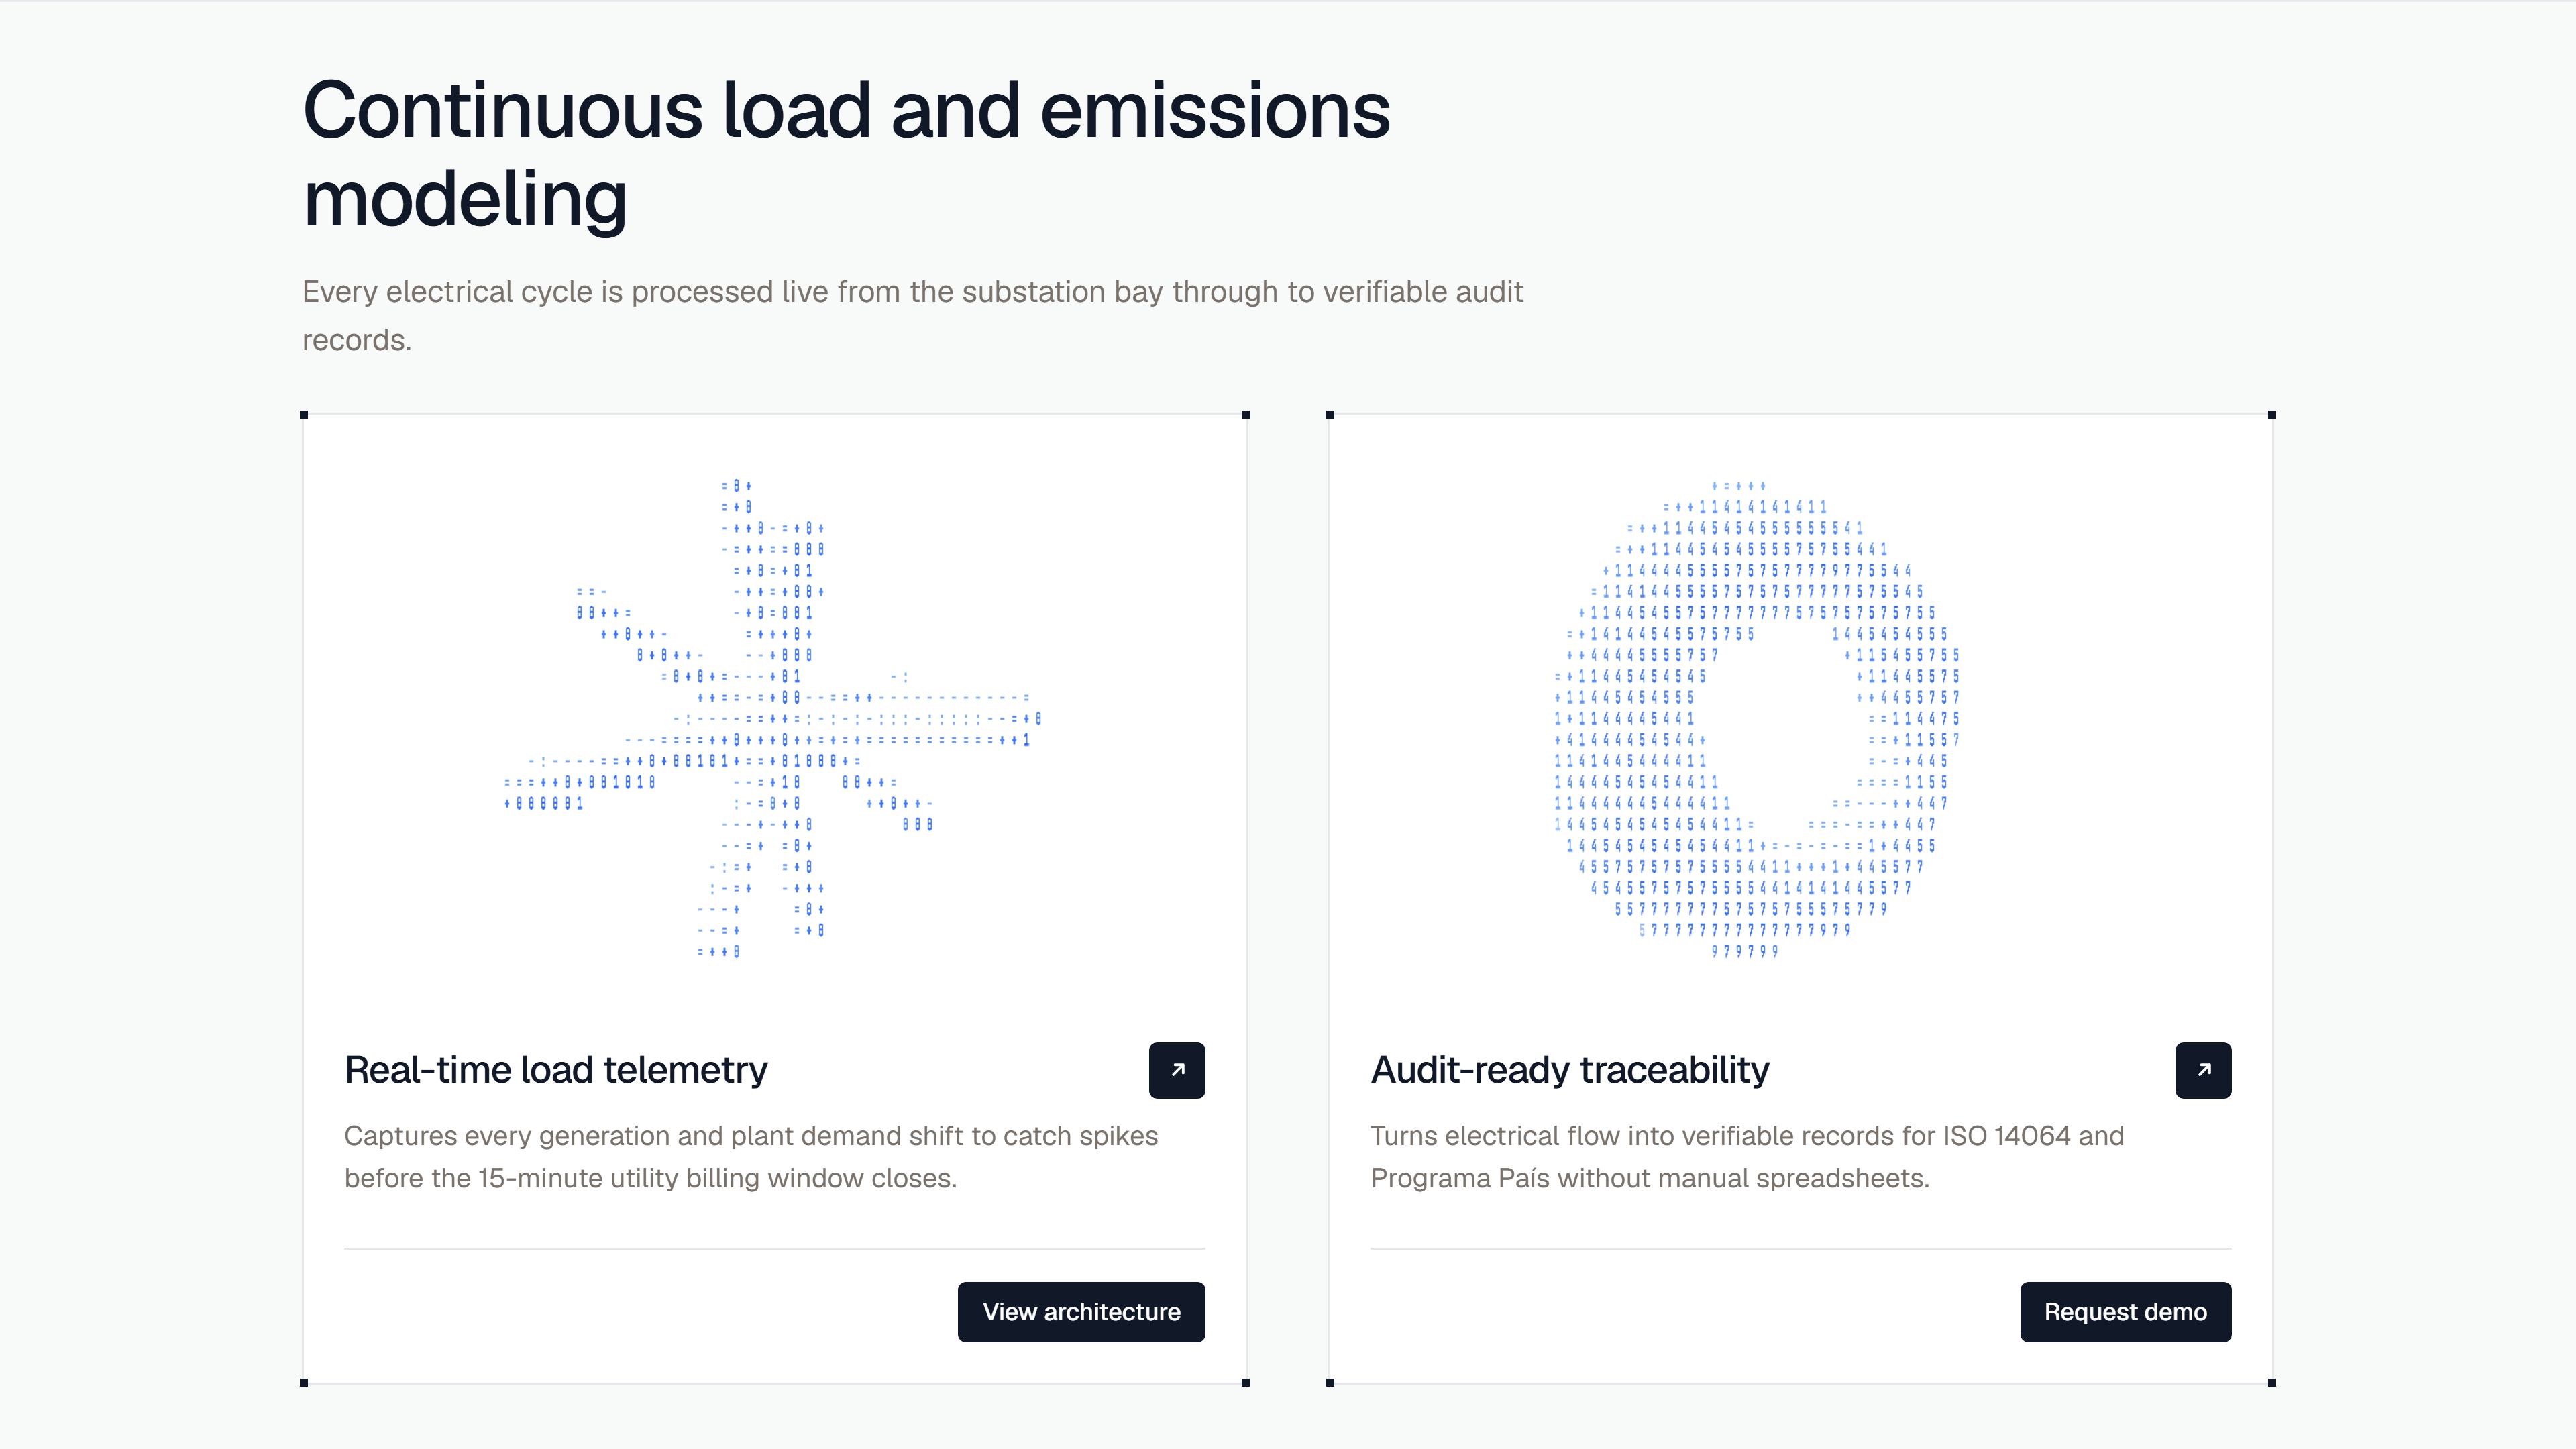 Continuous load and emissions
modeling
Every electrical cycle is processed live from the substation bay through to verifiable audit
records.
Real-time load telemetry
Captures every generation and plant demand shift to catch spikes
before the 15-minute utility billing window closes.
View architecture
Audit-ready traceability
Turns electrical flow into verifiable records for ISO 14064 and
Programa País without manual spreadsheets.
Request demo